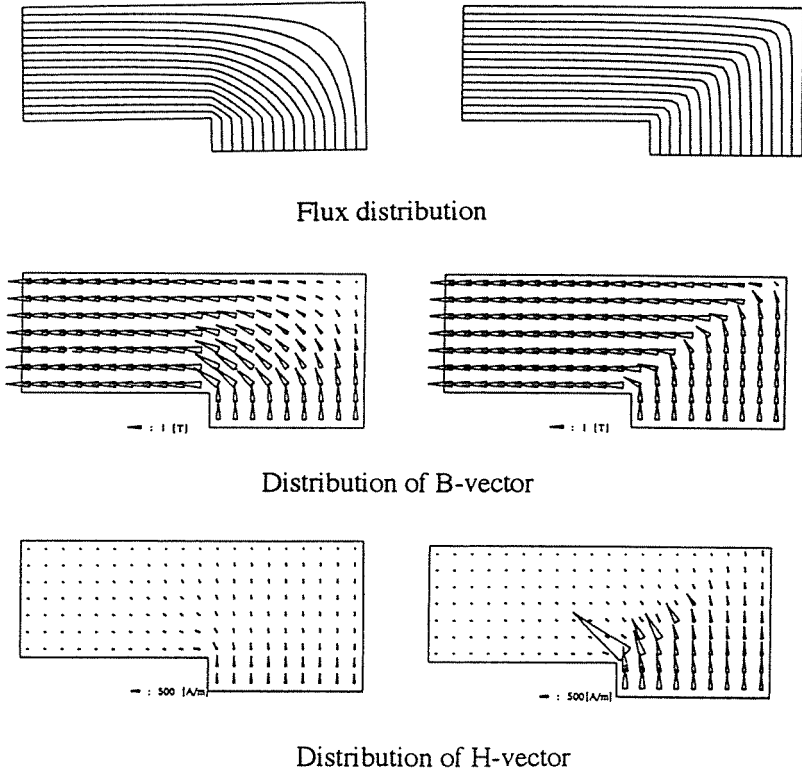 Flux distribution
: 1 [T]
: 1 [T]
Distribution of B-vector
: 500 [A/m]
: 500[A/m]
Distribution of H-vector